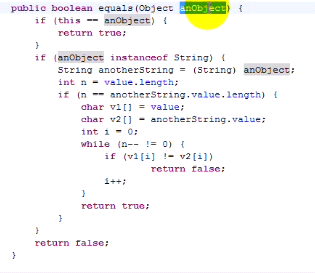 public boolean equals(Object anObject) {
    if (this == anObject) {
        return true;
    }
    if (anObject instanceof String) {
        String anotherString = (String) anObject;
        int n = value.length;
        if (n == anotherString.value.length) {
            char v1[] = value;
            char v2[] = anotherString.value;
            int i = 0;
            while (n-- != 0) {
                if (v1[i] != v2[i])
                        return false;
                i++;
            }
            return true;
        }
    }
    return false;
}